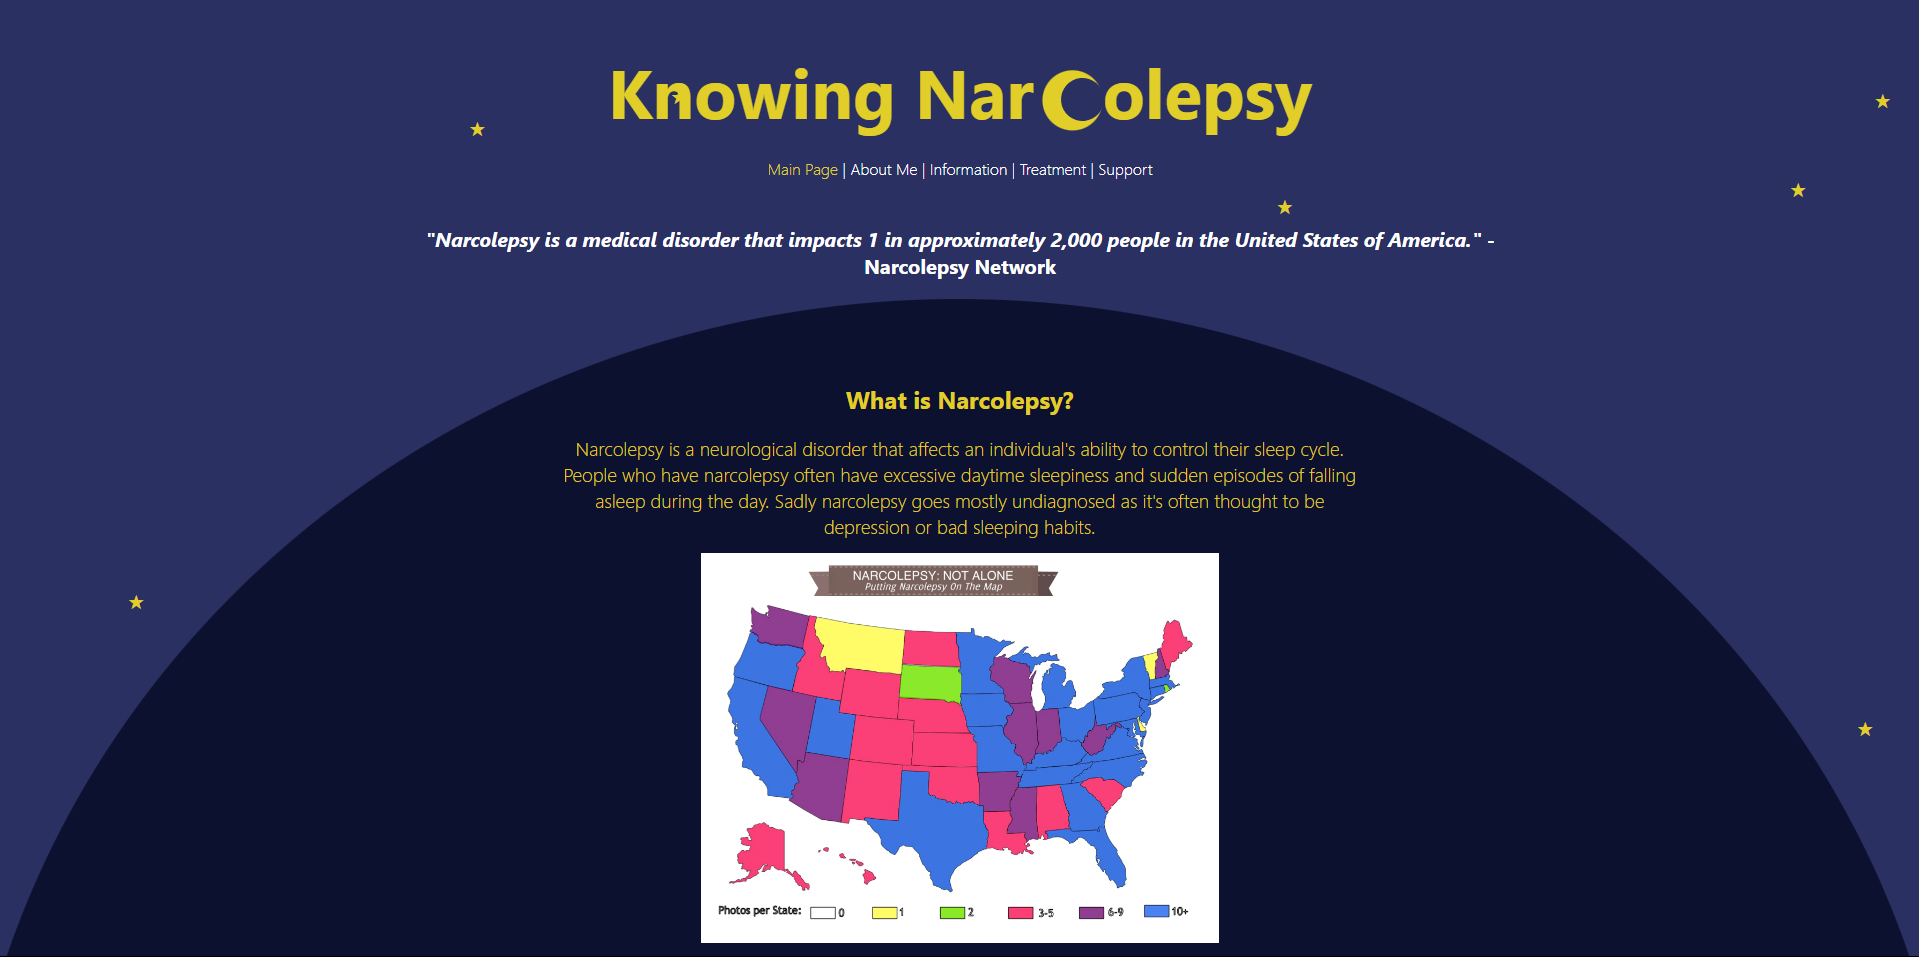 Knowing Narcolepsy
Main Page | About Me | Information | Treatment | Support
"Narcolepsy is a medical disorder that impacts 1 in approximately 2,000 people in the United States of America." -
Narcolepsy Network
What is Narcolepsy?
Narcolepsy is a neurological disorder that affects an individual's ability to control their sleep cycle.
People who have narcolepsy often have excessive daytime sleepiness and sudden episodes of falling
asleep during the day. Sadly narcolepsy goes mostly undiagnosed as it's often thought to be
depression or bad sleeping habits.
NARCOLEPSY: NOT ALONE
Putting Narcolepsy On The Map
Photos per State: 0 1 2 3-5 6-9 10+